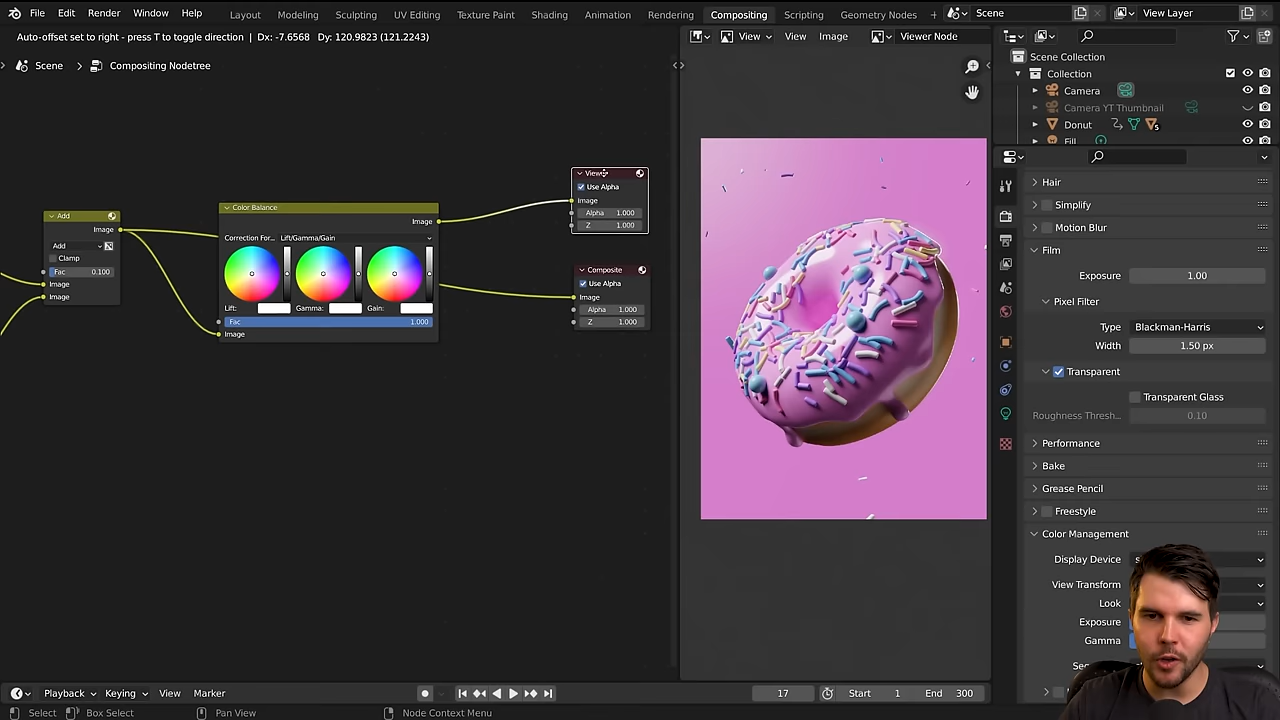 File Edit Render Window Help Layout Modeling Sculpting UV Editing Texture Paint Shading Animation Rendering Compositing Scripting Geometry Nodes + Scene View Layer
Auto-offset set to right - press T to toggle direction | Dx: -7.6568 Dy: 120.9823 (121.2243)
View View Image Viewer Node
Scene > Compositing Nodetree
Scene Collection
Collection
Camera
Camera YT Thumbnail
Donut 5
Fill
Add
Image
Add
Clamp
Fac 0.100
Image
Image
Color Balance
Image
Correction For... Lift/Gamma/Gain
Lift: Gamma: Gain:
Fac 1.000
Image
Use Alpha
Image
Alpha 1.000
Z 1.000
Composite
Use Alpha
Image
Alpha 1.000
Z 1.000
Hair
Simplify
Motion Blur
Film
Exposure 1.00
Pixel Filter
Type Blackman-Harris
Width 1.50 px
Transparent
Transparent Glass
Roughness Thresh... 0.10
Performance
Bake
Grease Pencil
Freestyle
Color Management
Display Device
View Transform
Look
Exposure
Gamma
Playback Keying View Marker 17 Start 1 End 300
Select Box Select Pan View Node Context Menu